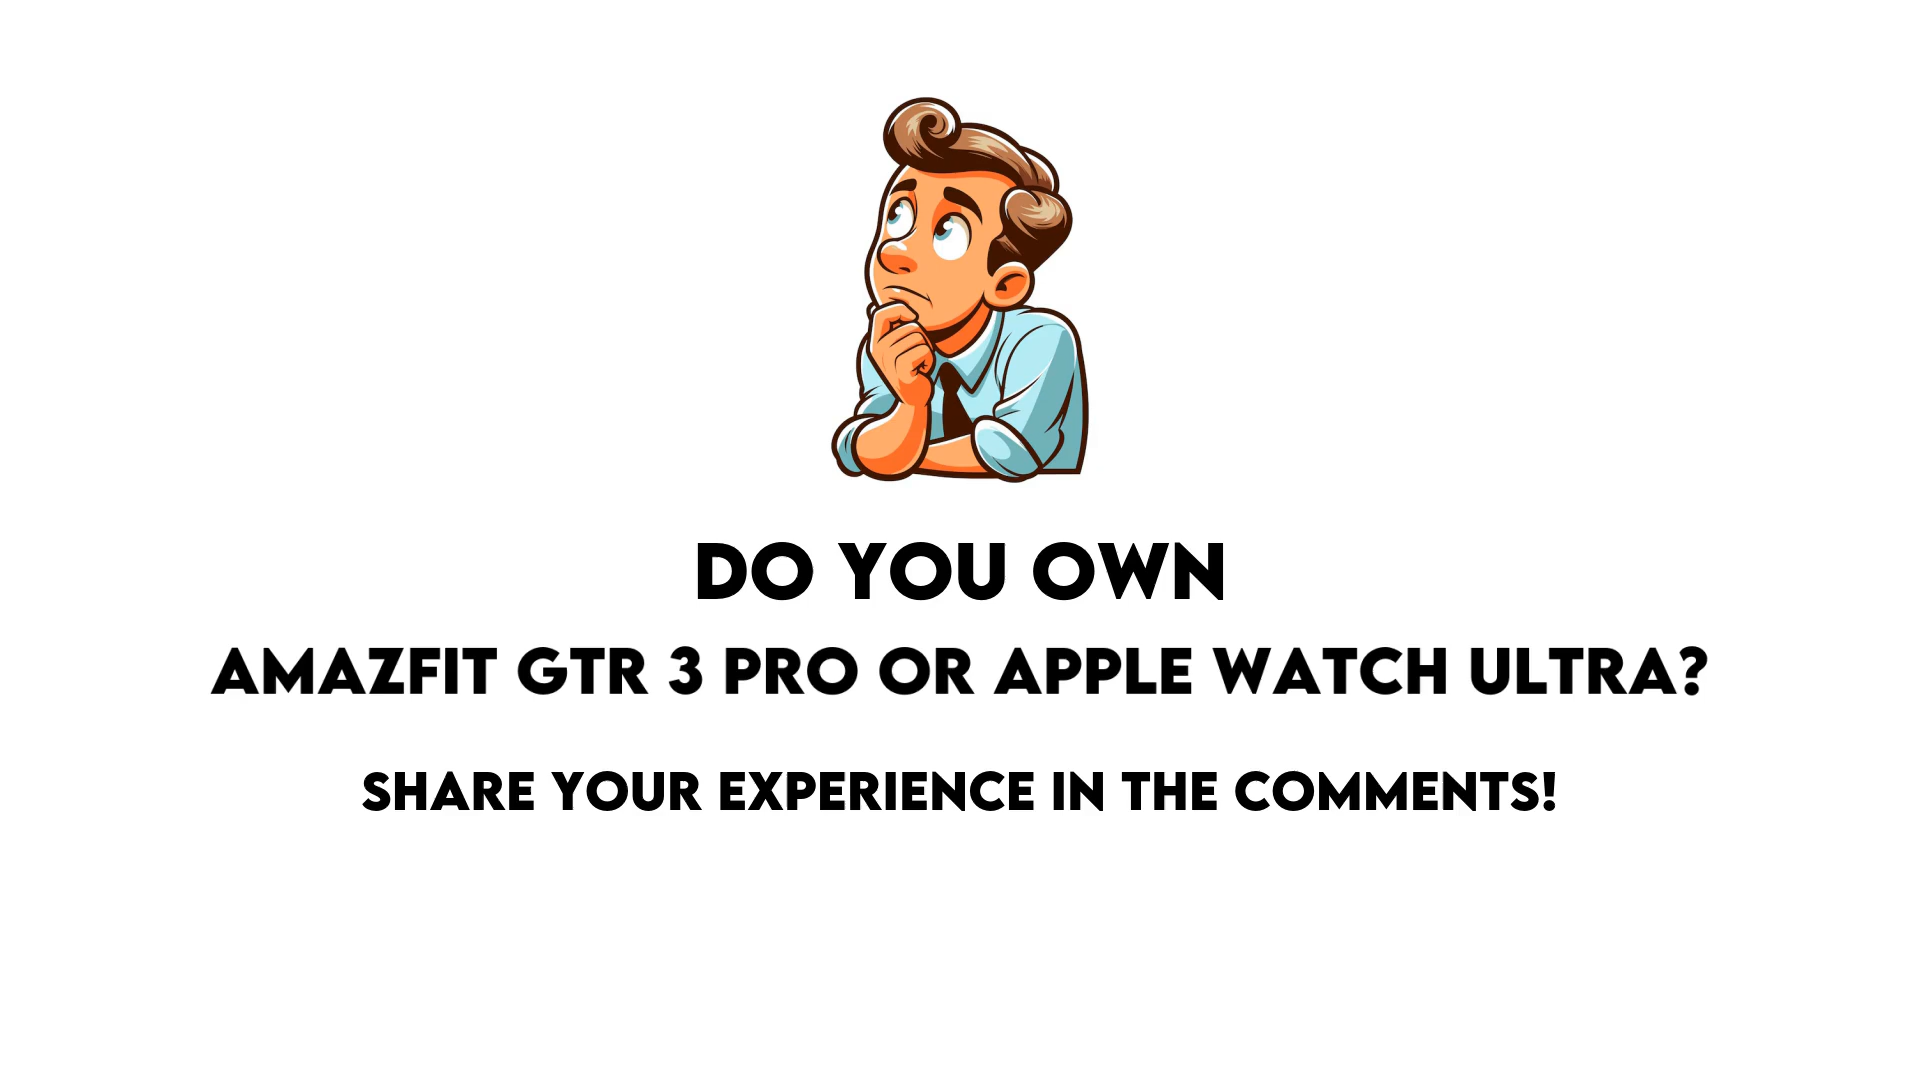 DO YOU OWN
AMAZFIT GTR 3 PRO OR APPLE WATCH ULTRA?
SHARE YOUR EXPERIENCE IN THE COMMENTS!